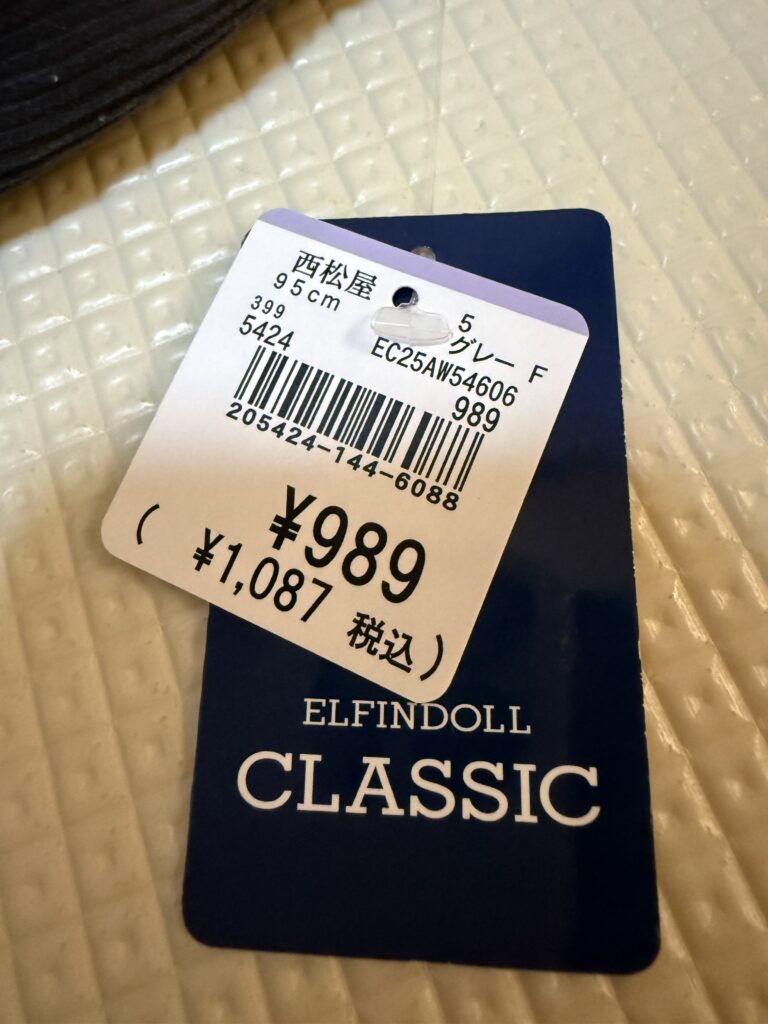 西松屋 5
95cm グレー F
399 EC25AW54606
5424 989
205424-144-6088
¥989
( ¥1,087 税込)
ELFINDOLL
CLASSIC